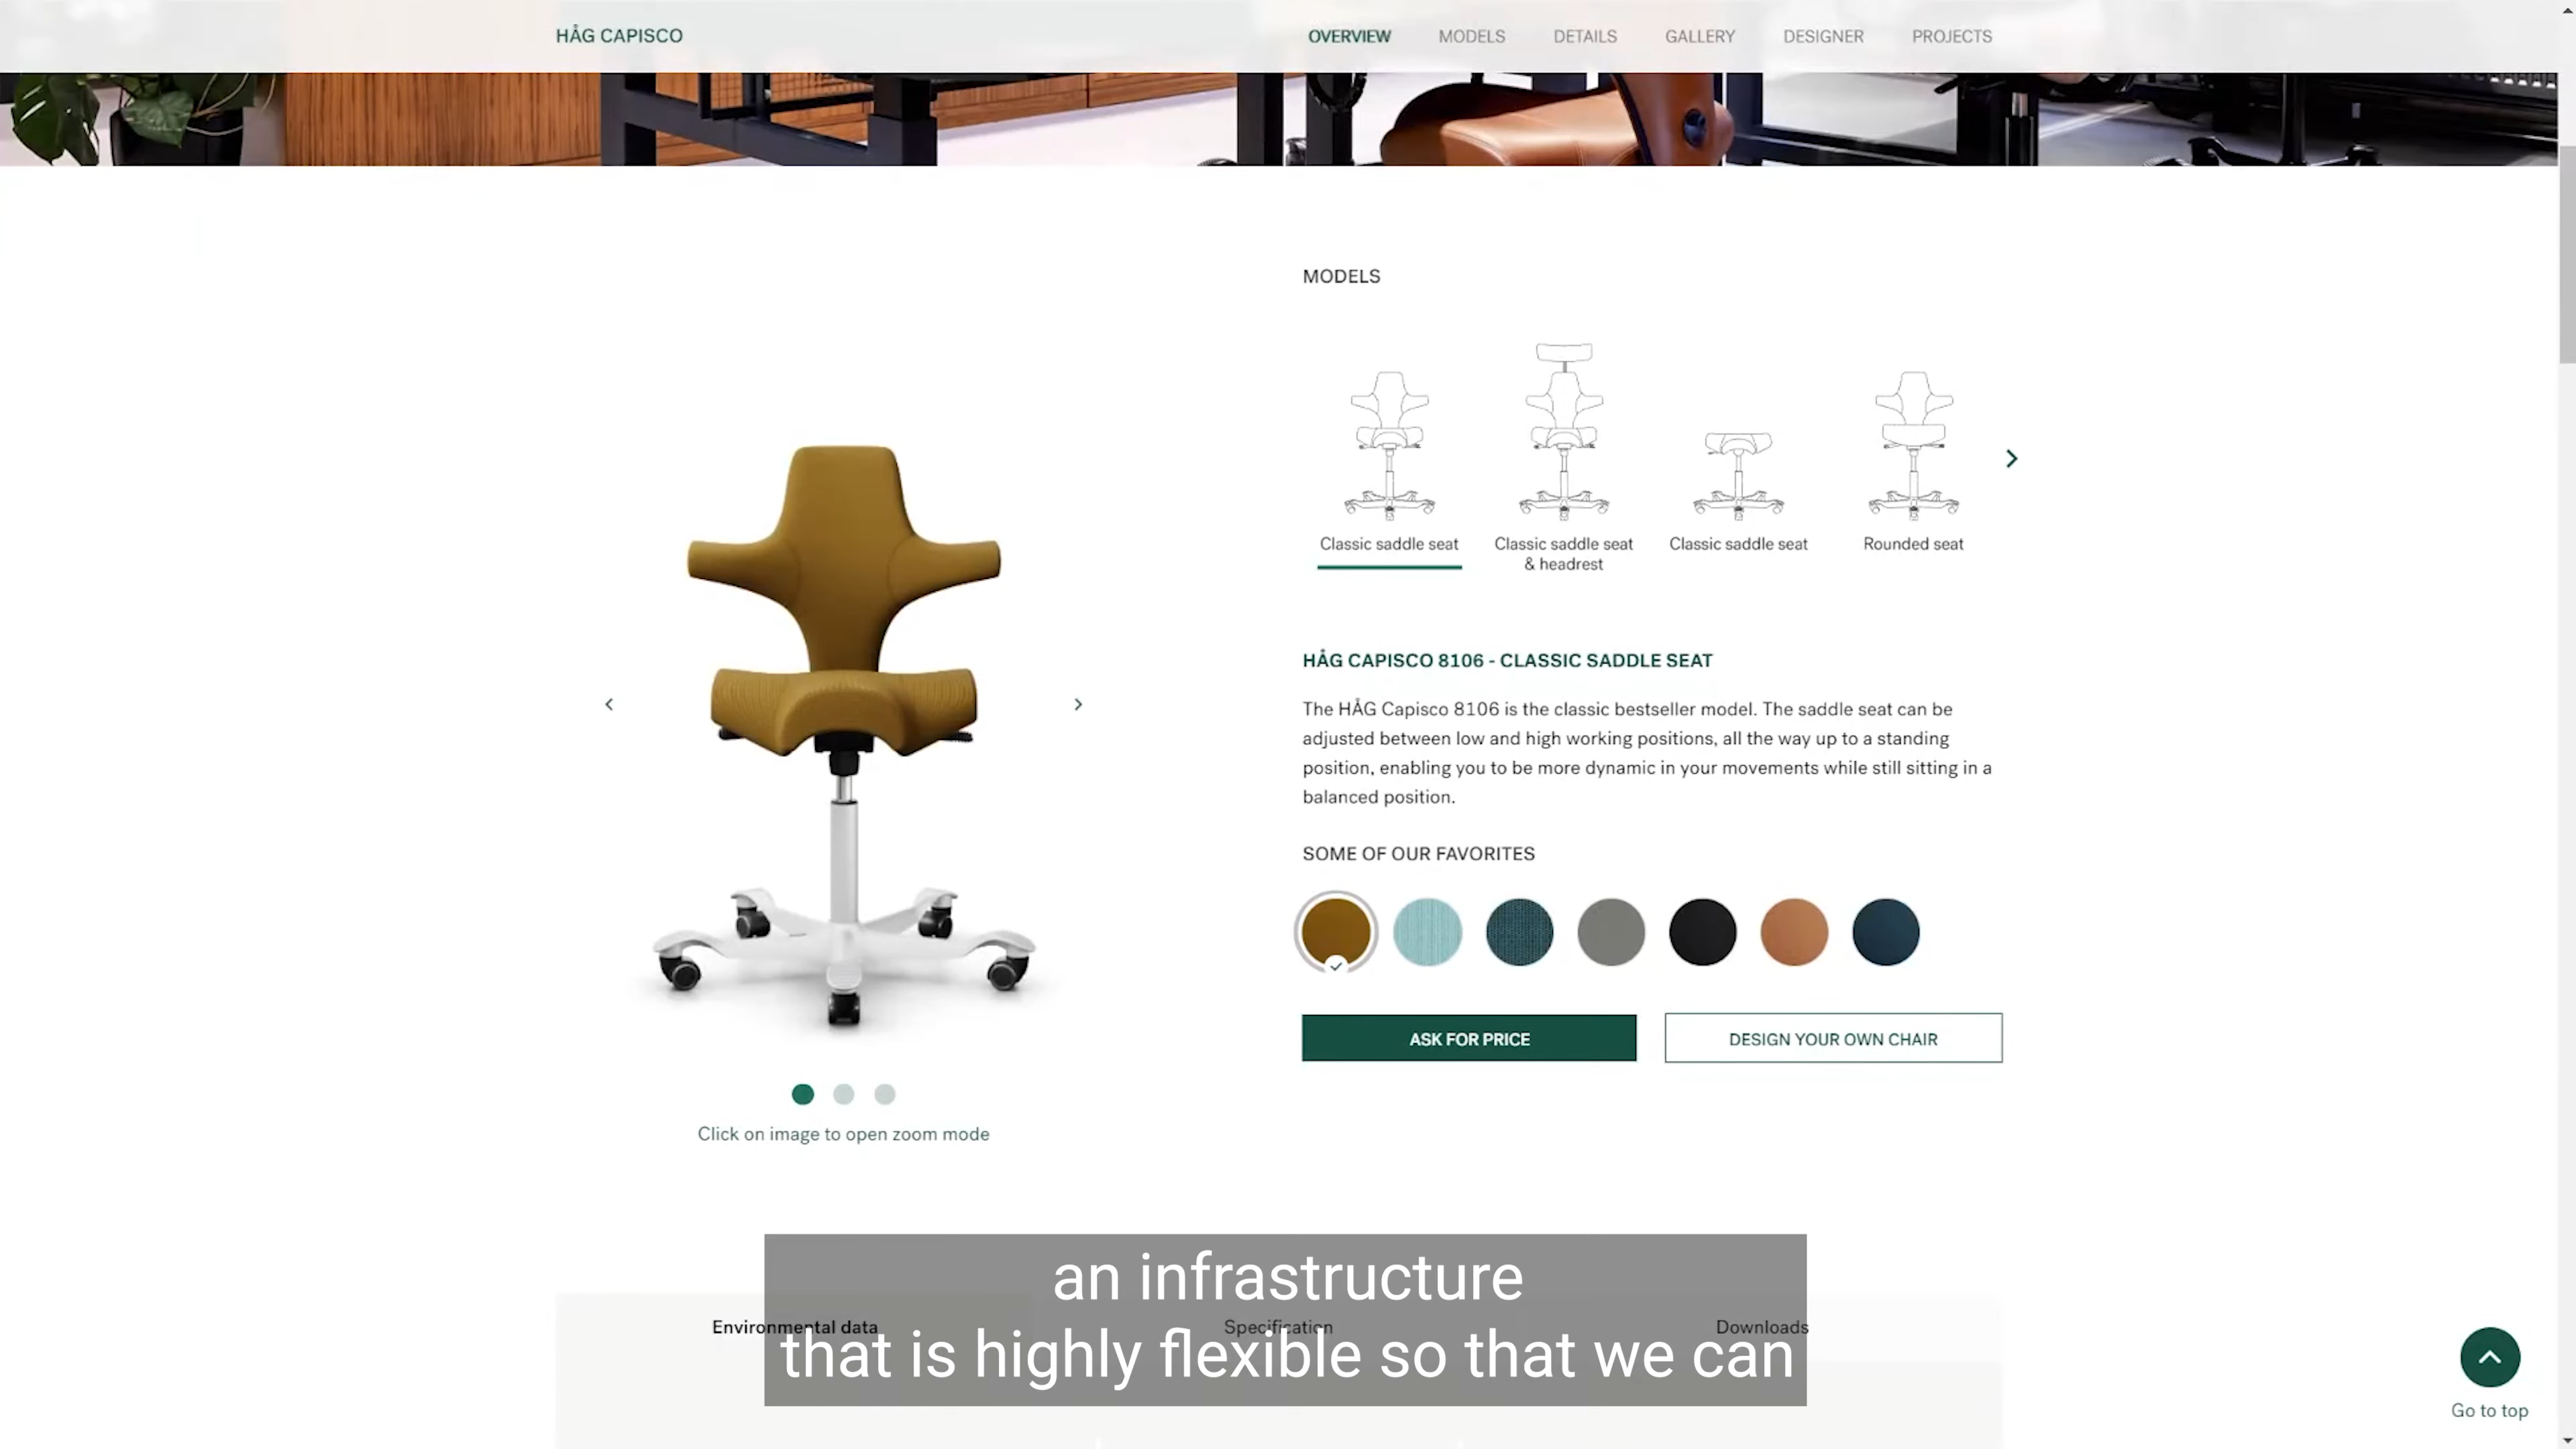 HÅG CAPISCO
OVERVIEW MODELS DETAILS GALLERY DESIGNER PROJECTS
MODELS
Classic saddle seat
Classic saddle seat
& headrest
Classic saddle seat
Rounded seat
HÅG CAPISCO 8106 - CLASSIC SADDLE SEAT
The HÅG Capisco 8106 is the classic bestseller model. The saddle seat can be
adjusted between low and high working positions, all the way up to a standing
position, enabling you to be more dynamic in your movements while still sitting in a
balanced position.
SOME OF OUR FAVORITES
ASK FOR PRICE
DESIGN YOUR OWN CHAIR
Click on image to open zoom mode
Environmental data
Specification
Downloads
an infrastructure
that is highly flexible so that we can
Go to top